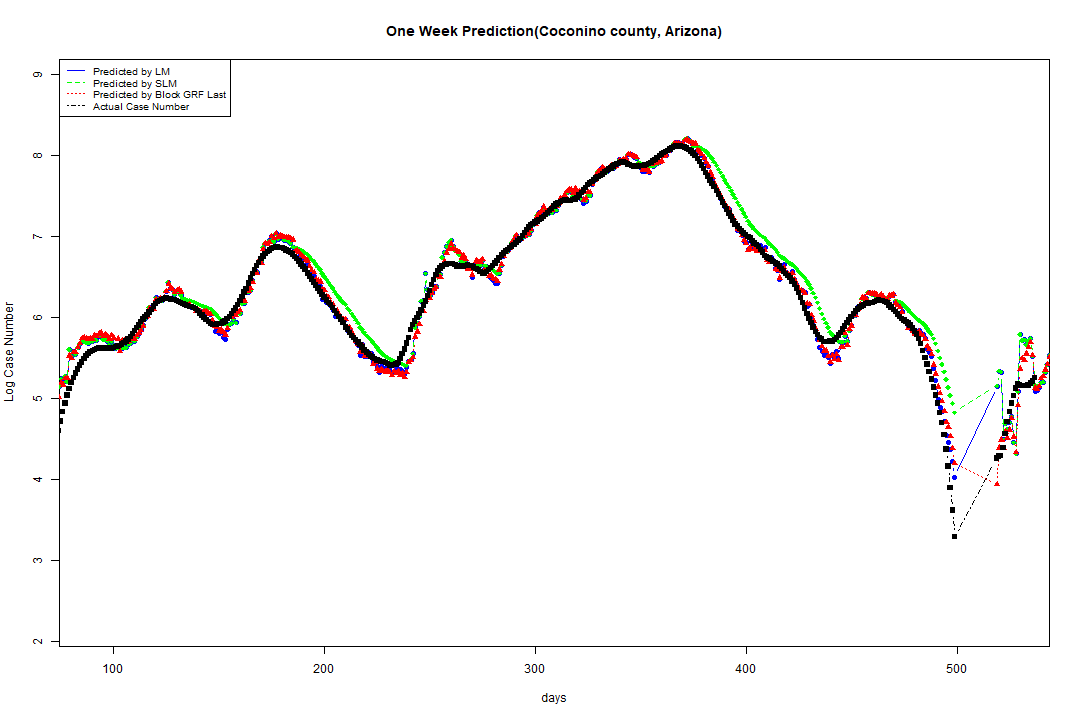 One Week Prediction(Coconino county, Arizona)
Predicted by LM
Predicted by SLM
Predicted by Block GRF Last
Actual Case Number
9
8
7
6
5
4
3
2
Log Case Number
100 200 300 400 500
days